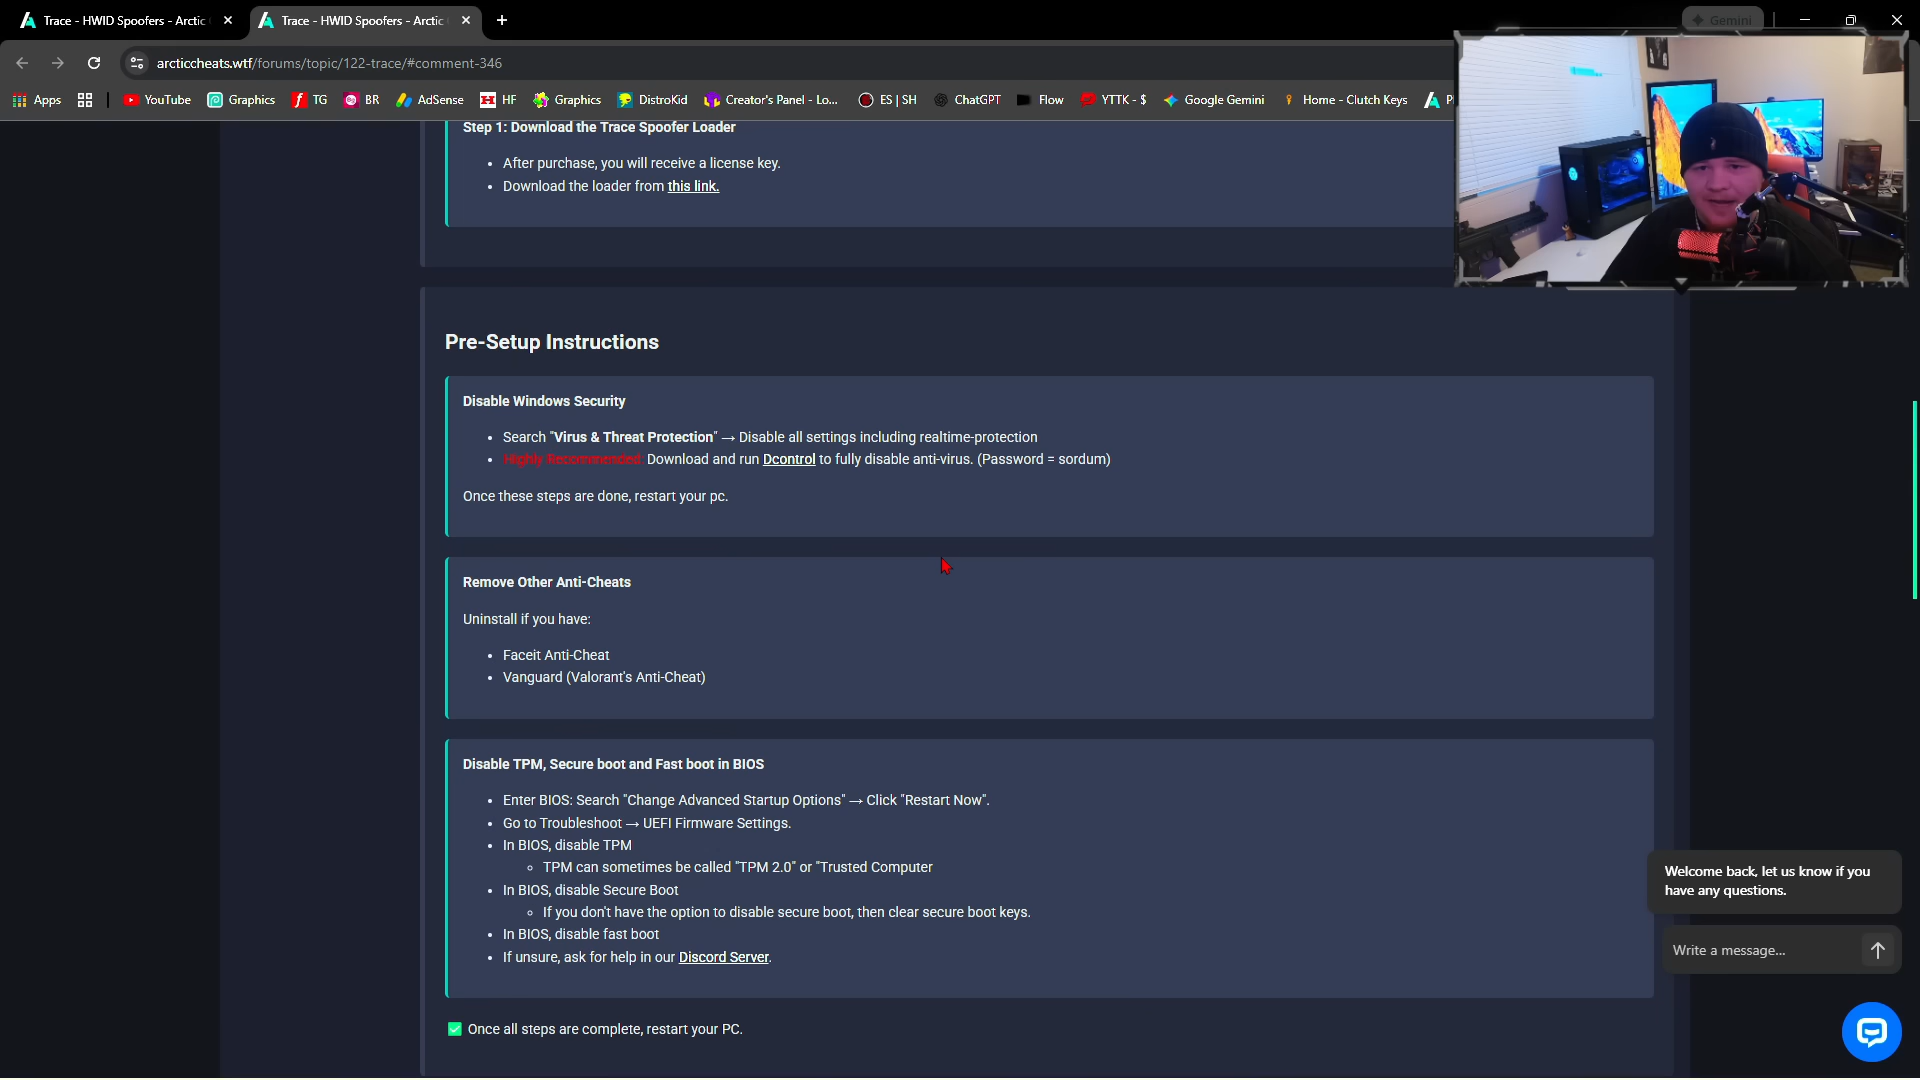 Trace - HWID Spoofers - Arctic
Trace - HWID Spoofers - Arctic
Gemini
arcticcheats.wtf/forums/topic/122-trace/#comment-346
Apps
YouTube
Graphics
TG
BR
AdSense
HF
Graphics
DistroKid
Creator's Panel - Lo...
ES | SH
ChatGPT
Flow
YTTK - $
Google Gemini
Home - Clutch Keys
Step 1: Download the Trace Spoofer Loader
• After purchase, you will receive a license key.
• Download the loader from this link.
Pre-Setup Instructions
Disable Windows Security
• Search "Virus & Threat Protection" → Disable all settings including realtime-protection
• Highly Recommended: Download and run Dcontrol to fully disable anti-virus. (Password = sordum)
Once these steps are done, restart your pc.
Remove Other Anti-Cheats
Uninstall if you have:
• Faceit Anti-Cheat
• Vanguard (Valorant's Anti-Cheat)
Disable TPM, Secure boot and Fast boot in BIOS
• Enter BIOS: Search "Change Advanced Startup Options" → Click "Restart Now".
• Go to Troubleshoot → UEFI Firmware Settings.
• In BIOS, disable TPM
◦ TPM can sometimes be called "TPM 2.0" or "Trusted Computer
• In BIOS, disable Secure Boot
◦ If you don't have the option to disable secure boot, then clear secure boot keys.
• In BIOS, disable fast boot
• If unsure, ask for help in our Discord Server.
Once all steps are complete, restart your PC.
Welcome back, let us know if you
have any questions.
Write a message...